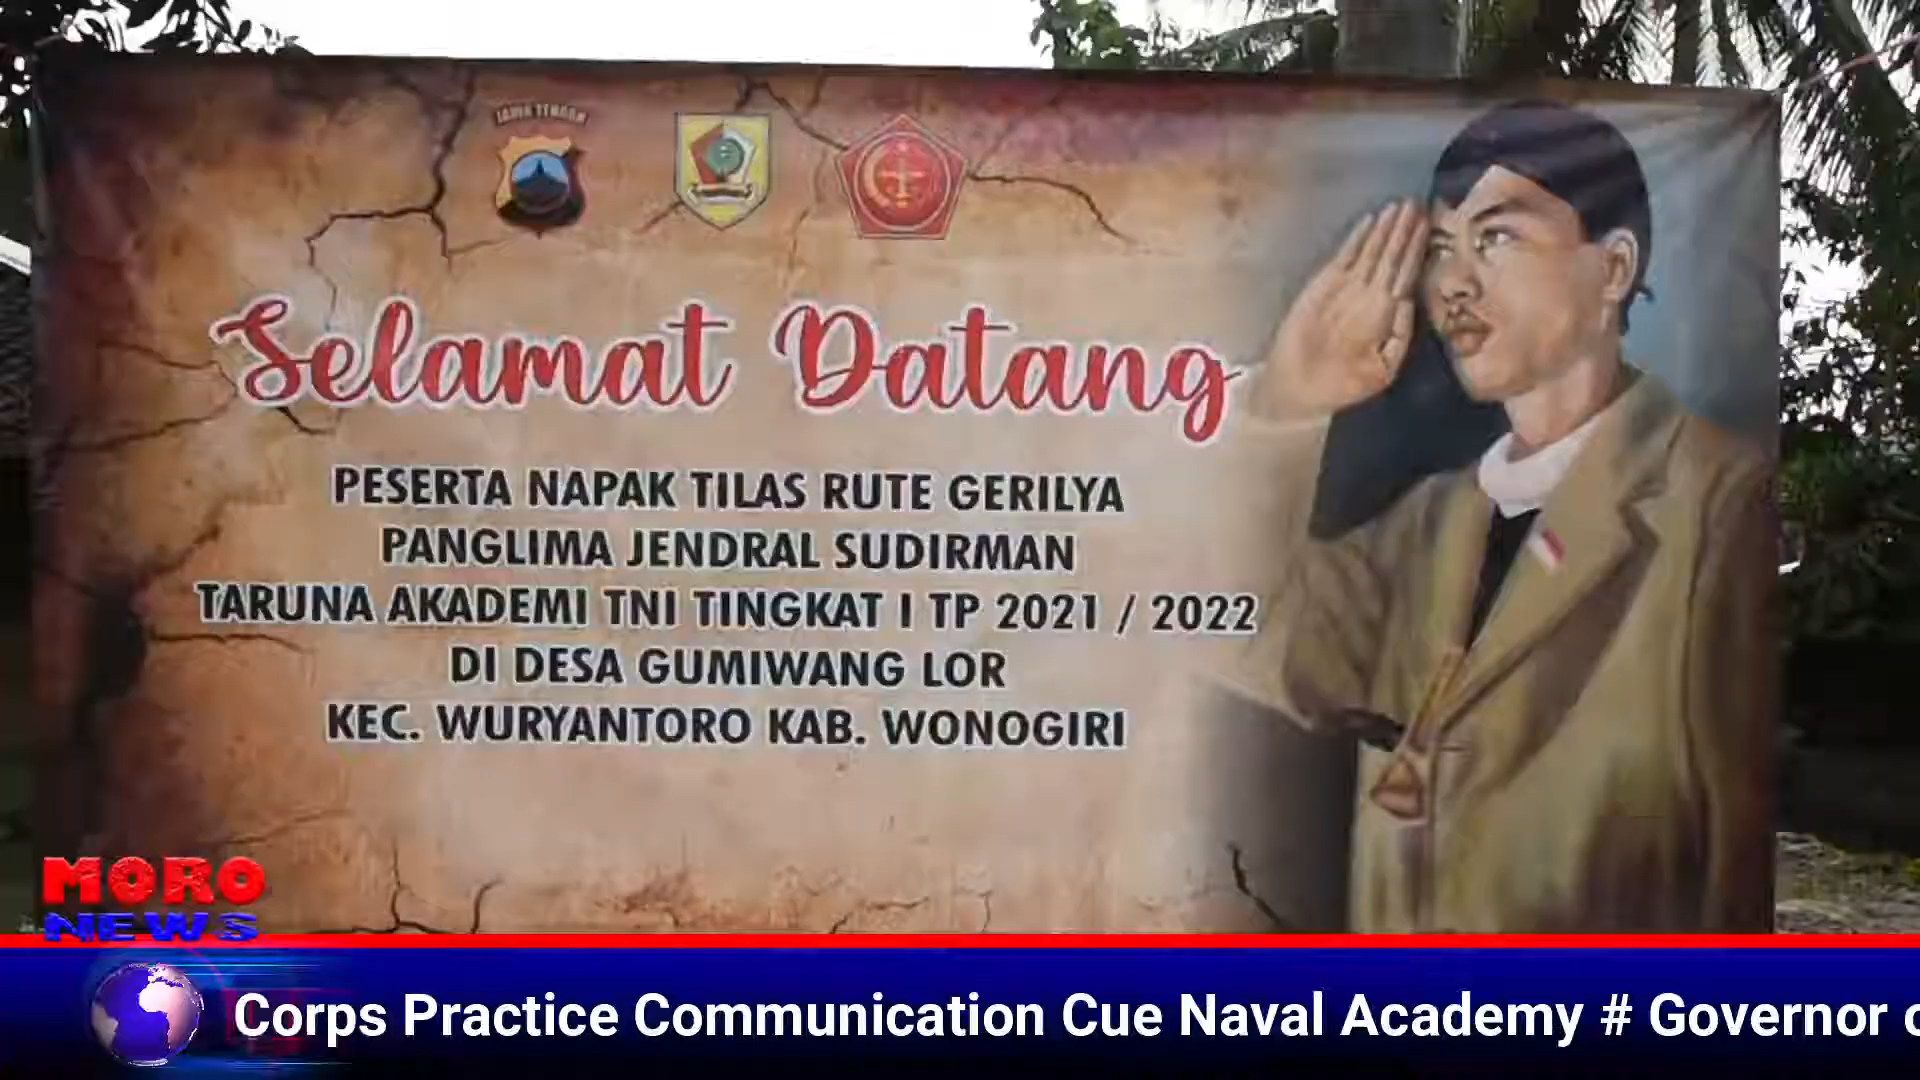 JAWA TENGAH
Selamat Datang
PESERTA NAPAK TILAS RUTE GERILYA
PANGLIMA JENDRAL SUDIRMAN
TARUNA AKADEMI TNI TINGKAT I TP 2021 / 2022
DI DESA GUMIWANG LOR
KEC. WURYANTORO KAB. WONOGIRI
MORO
NEWS
Corps Practice Communication Cue Naval Academy # Governor